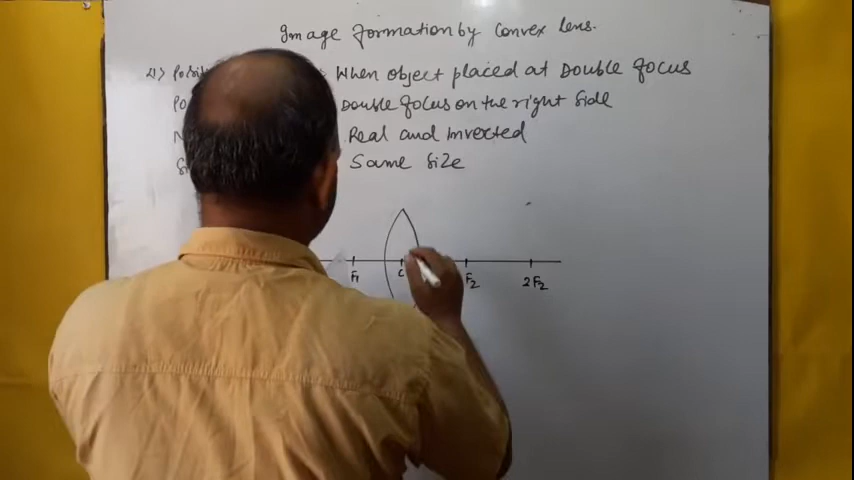 Image formation by Convex Lens.
4) When object placed at Double focus
Double focus on the right Side
Real and Inverted
Same Size
F1 C F2 2F2